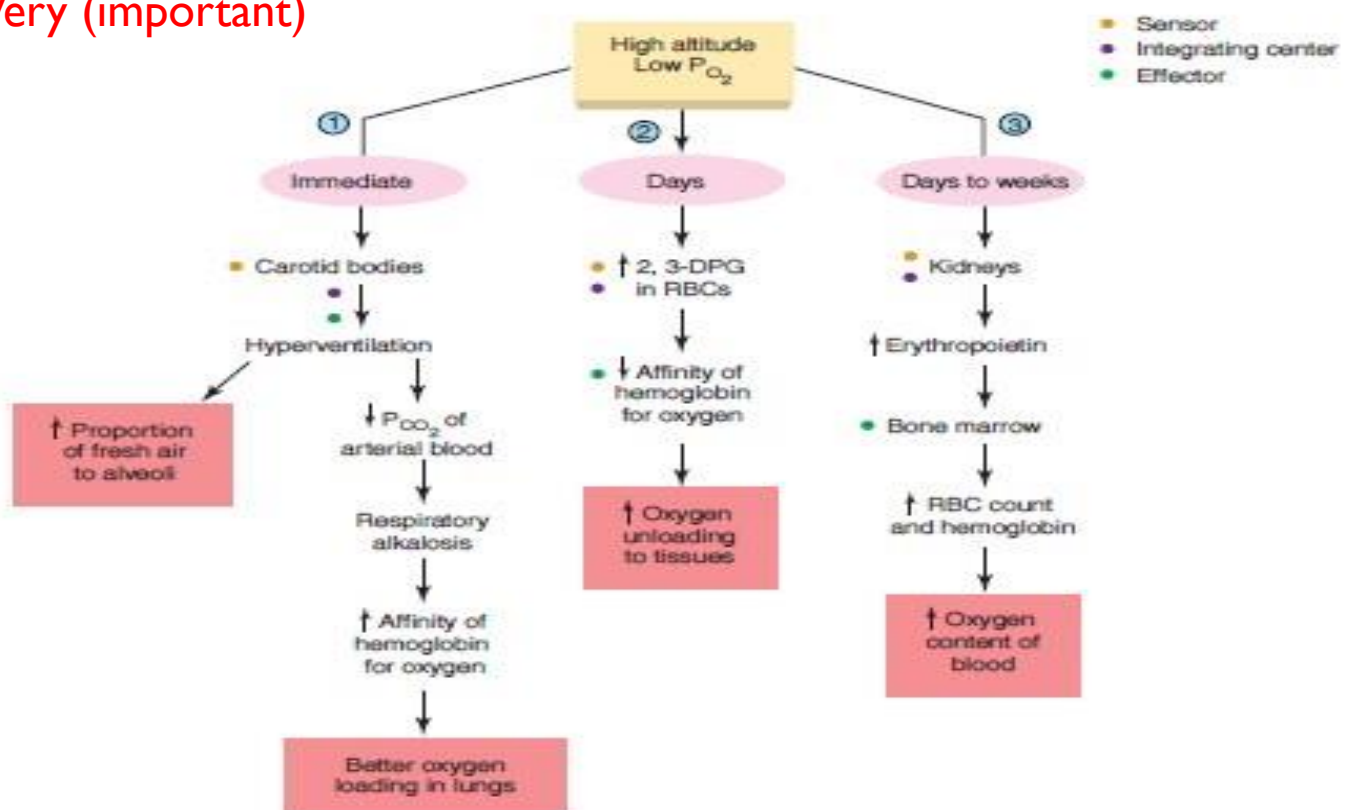 Very (important)
High altitude
Low PO2
Sensor
Integrating center
Effector
1
Immediate
Carotid bodies
Hyperventilation
↑ Proportion
of fresh air
to alveoli
↓ PCO2 of
arterial blood
Respiratory
alkalosis
↑ Affinity of
hemoglobin
for oxygen
Better oxygen
loading in lungs
2
Days
↑ 2, 3-DPG
in RBCs
↓ Affinity of
hemoglobin
for oxygen
↑ Oxygen
unloading
to tissues
3
Days to weeks
Kidneys
↑ Erythropoietin
Bone marrow
↑ RBC count
and hemoglobin
↑ Oxygen
content of
blood